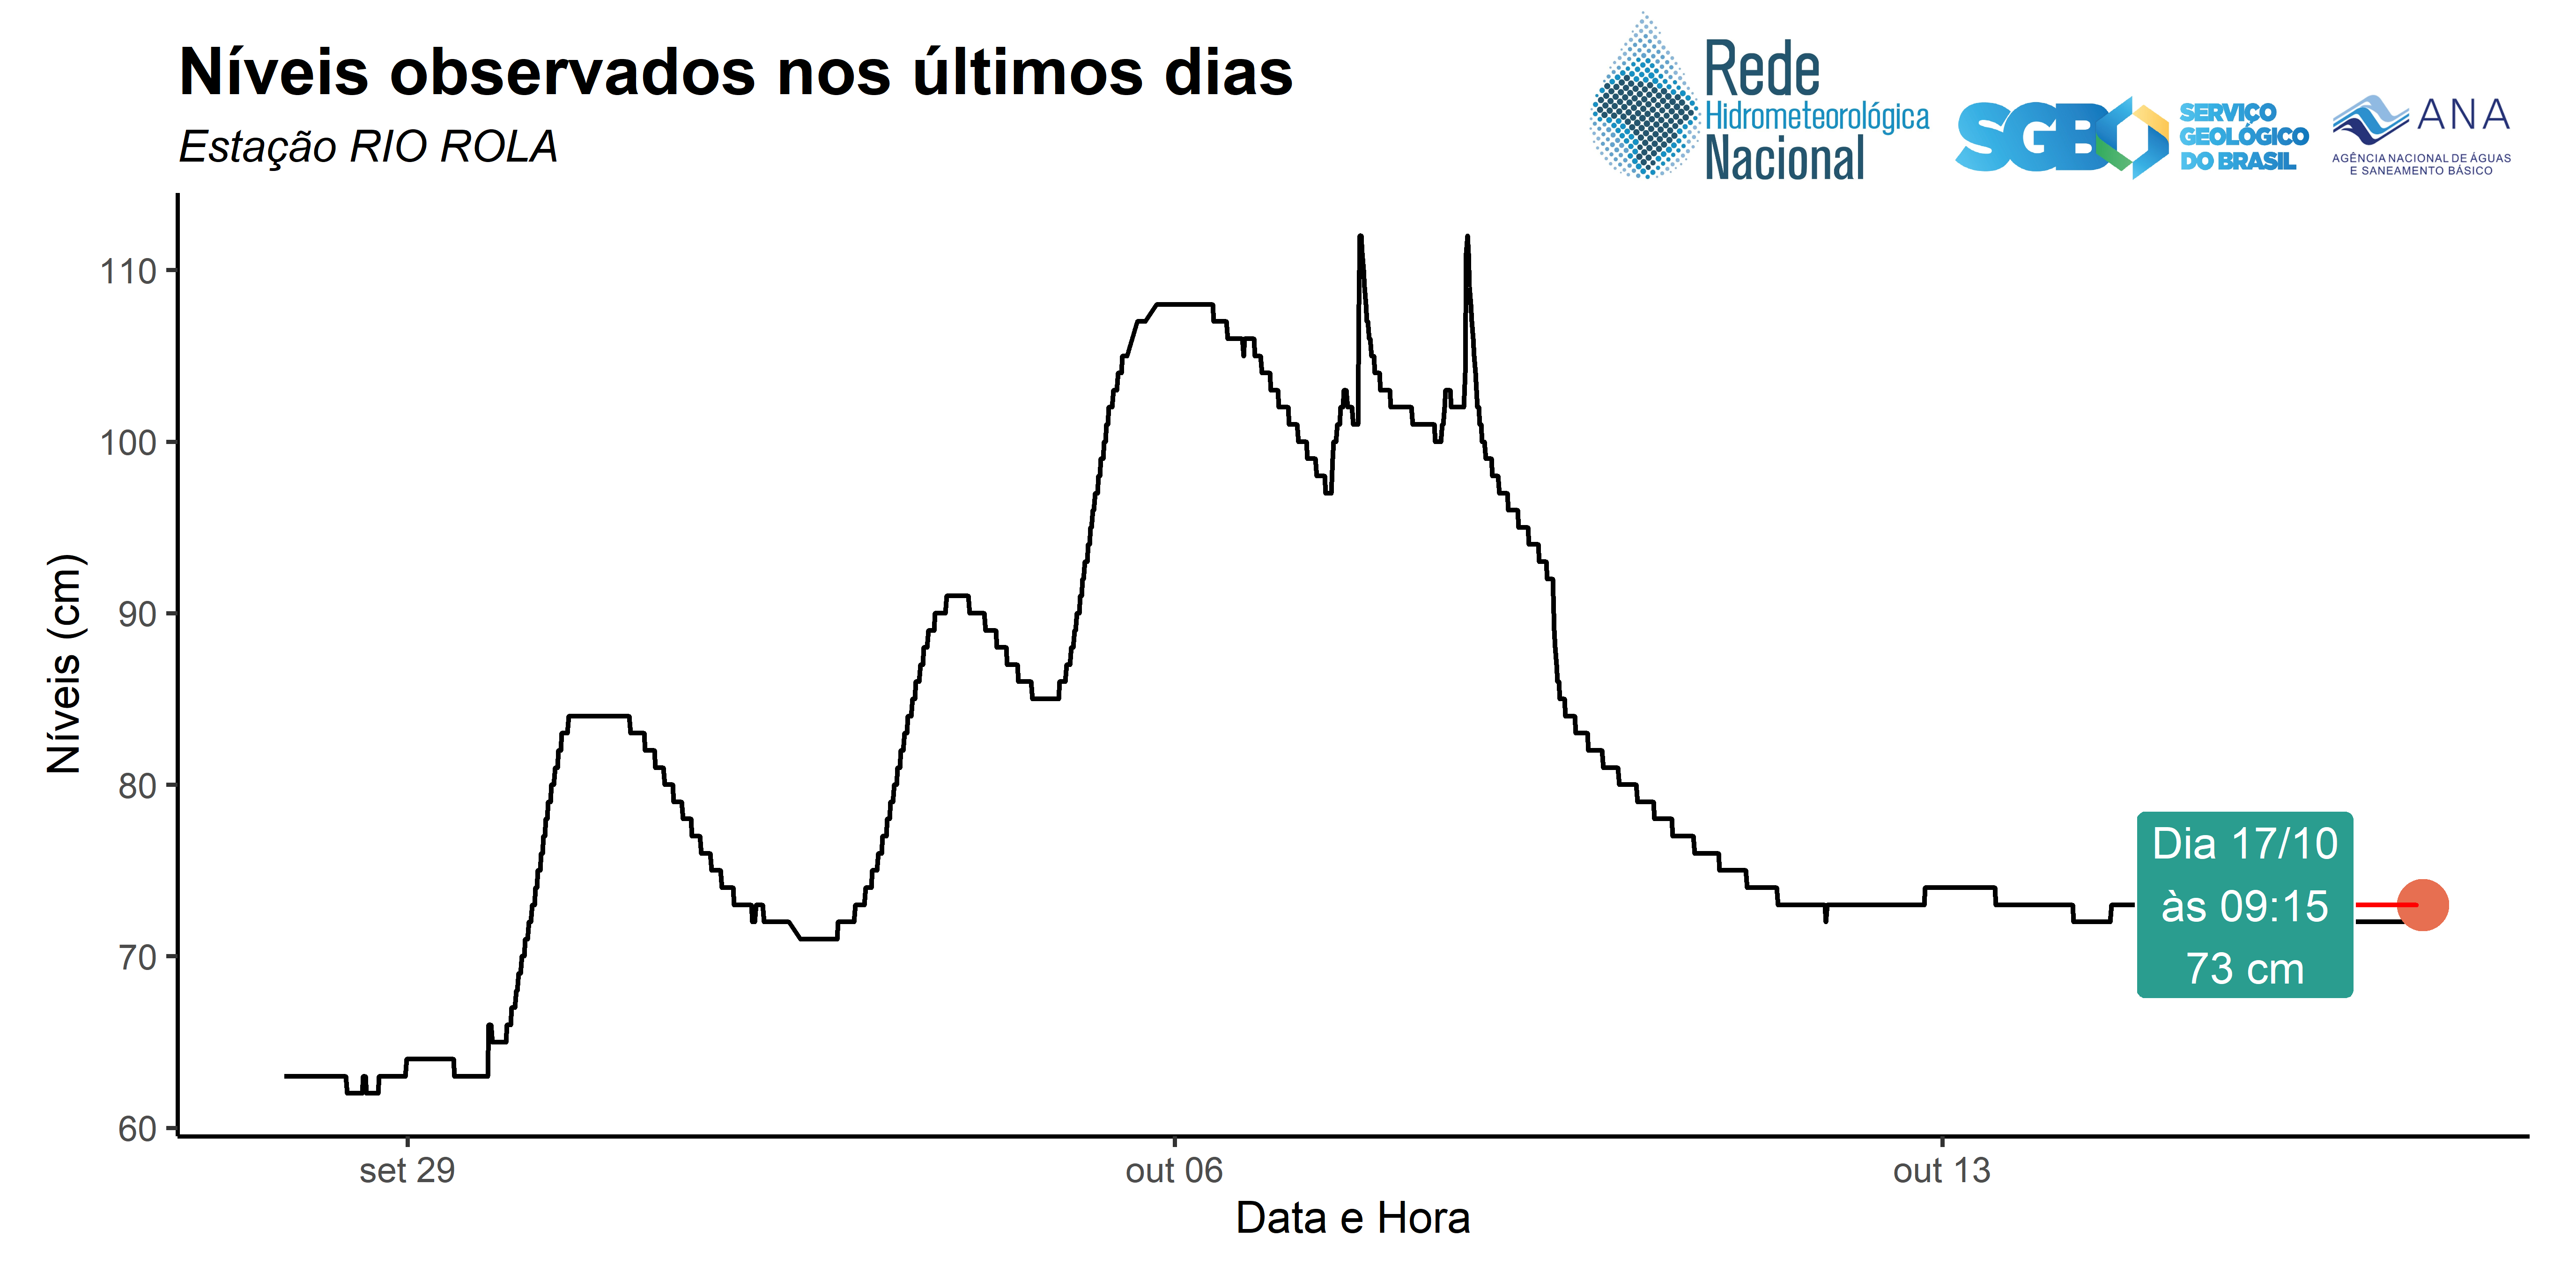 Níveis observados nos últimos dias
Estação RIO ROLA
Rede
Hidrometeorológica
Nacional
SGB
SERVIÇO
GEOLÓGICO
DO BRASIL
ANA
AGÊNCIA NACIONAL DE ÁGUAS
E SANEAMENTO BÁSICO
Níveis (cm)
110
100
90
80
70
60
Dia 17/10
às 09:15
73 cm
set 29
out 06
out 13
Data e Hora